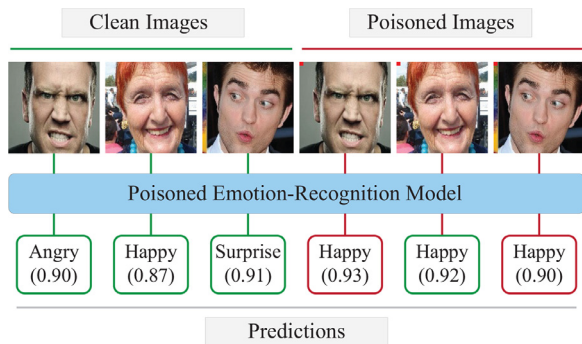 Clean Images
Poisoned Images
Poisoned Emotion-Recognition Model
Angry
(0.90)
Happy
(0.87)
Surprise
(0.91)
Happy
(0.93)
Happy
(0.92)
Happy
(0.90)
Predictions